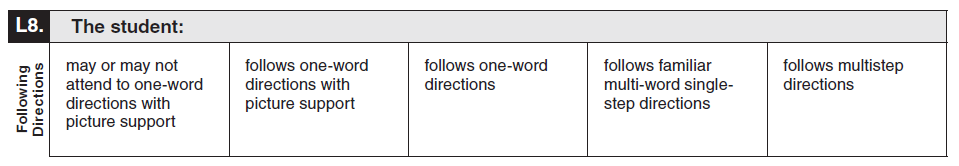 L8. The student:
Following
Directions
may or may not
attend to one-word
directions with
picture support
follows one-word
directions with
picture support
follows one-word
directions
follows familiar
multi-word single-
step directions
follows multistep
directions